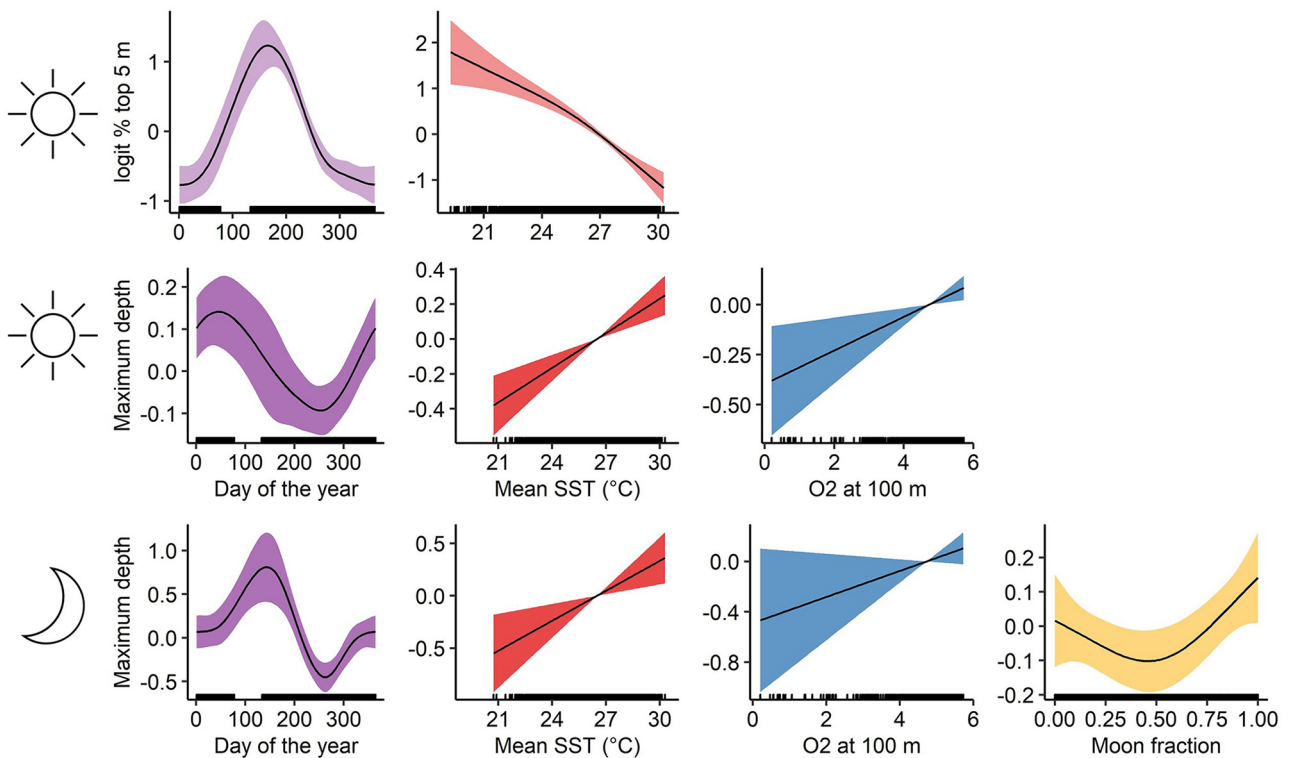 logit % top 5 m
1
0
-1
0 100 200 300
2
1
0
-1
21 24 27 30
Maximum depth
0.2
0.1
0.0
-0.1
0 100 200 300
Day of the year
0.4
0.2
0.0
-0.2
-0.4
21 24 27 30
Mean SST (°C)
0.00
-0.25
-0.50
0 2 4 6
O2 at 100 m
Maximum depth
1.0
0.5
0.0
-0.5
0 100 200 300
Day of the year
0.5
0.0
-0.5
21 24 27 30
Mean SST (°C)
0.0
-0.4
-0.8
0 2 4 6
O2 at 100 m
0.2
0.1
0.0
-0.1
-0.2
0.00 0.25 0.50 0.75 1.00
Moon fraction